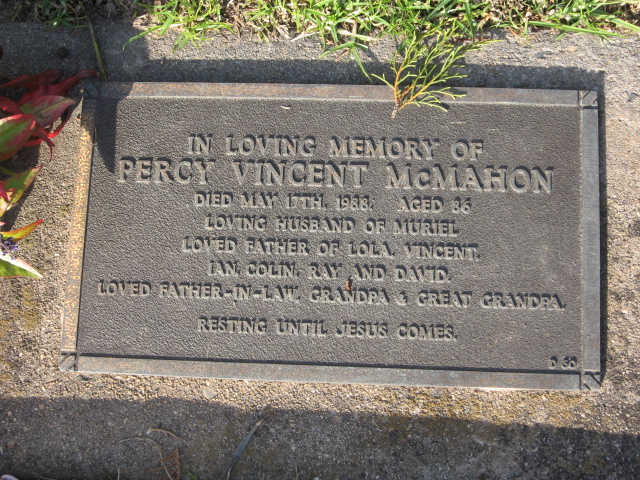 IN LOVING MEMORY OF
PERCY VINCENT McMAHON
DIED MAY 17TH. 1988. AGED 86
LOVING HUSBAND OF MURIEL
LOVED FATHER OF LOLA, VINCENT,
IAN, COLIN, RAY AND DAVID.
LOVED FATHER-IN-LAW, GRANDPA & GREAT GRANDPA.
RESTING UNTIL JESUS COMES.